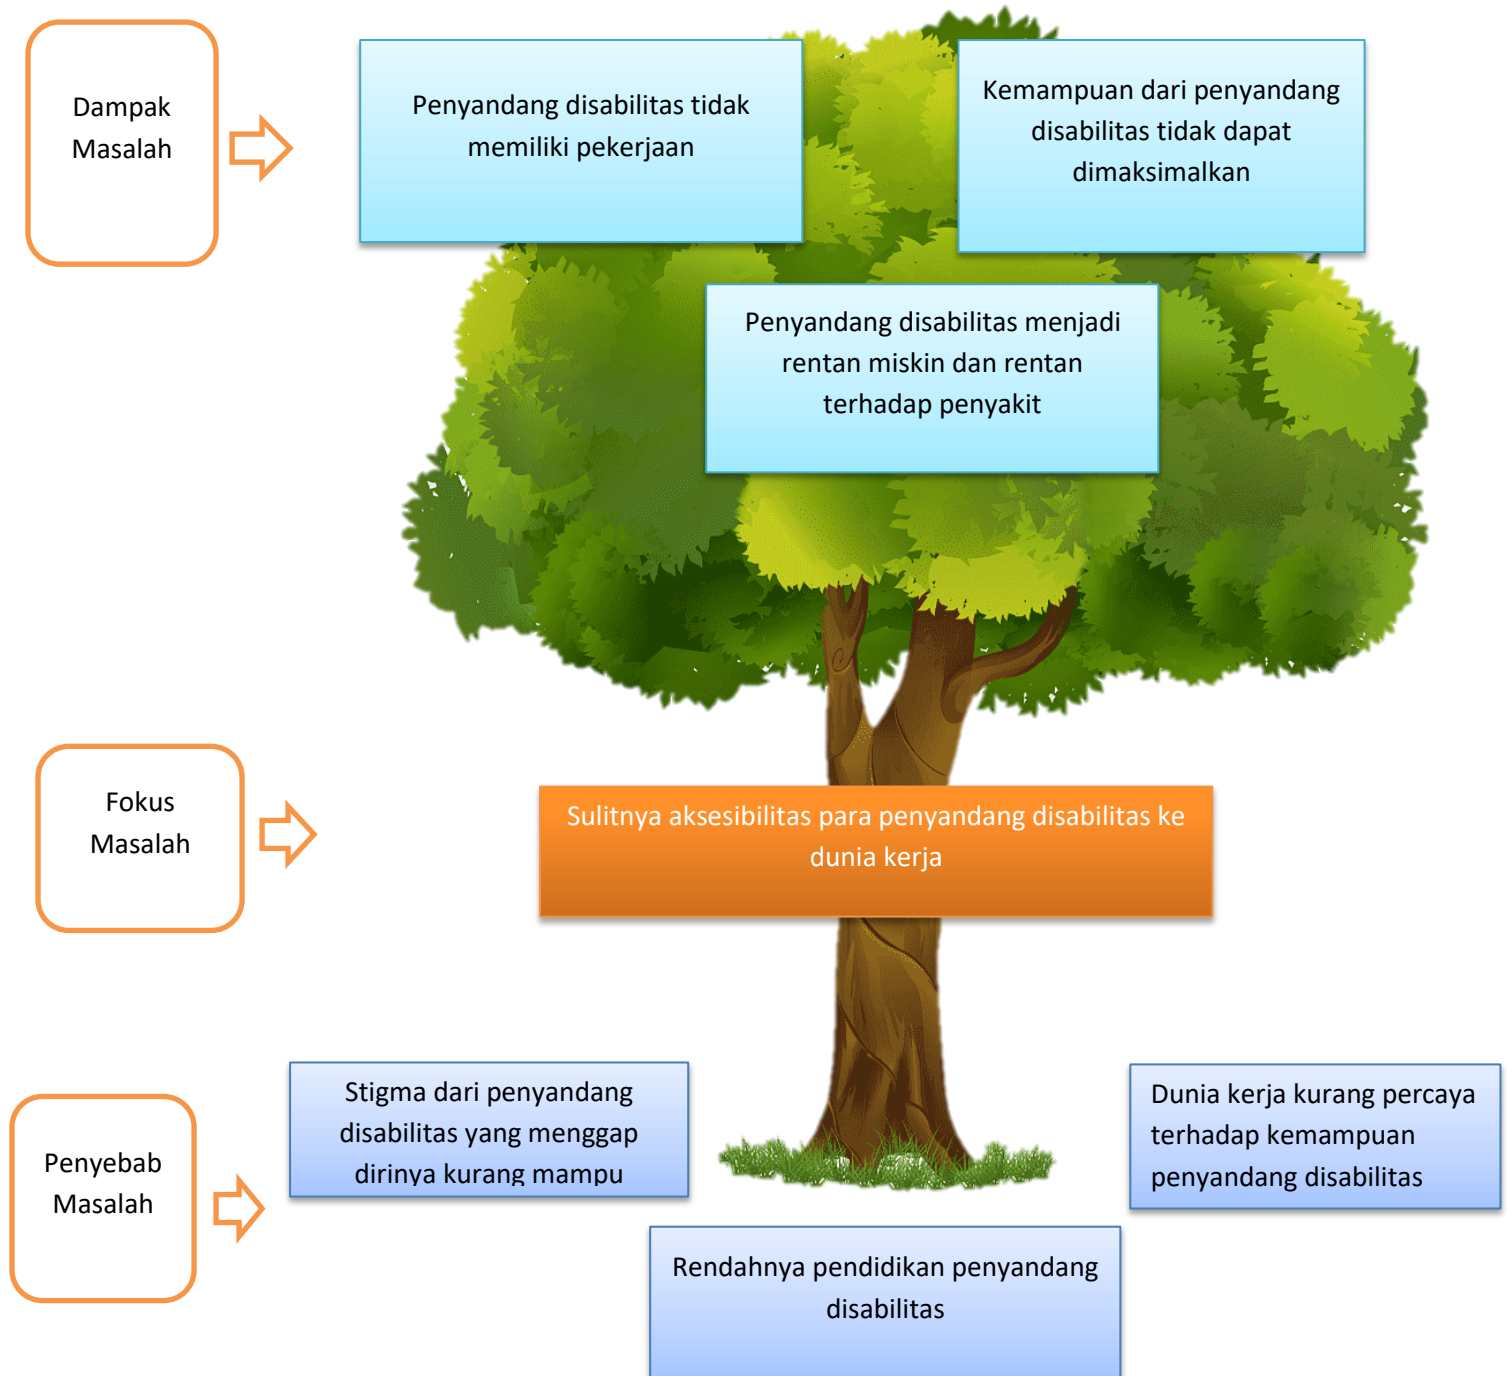 Dampak
Masalah
Penyandang disabilitas tidak
memiliki pekerjaan
Kemampuan dari penyandang
disabilitas tidak dapat
dimaksimalkan
Penyandang disabilitas menjadi
rentan miskin dan rentan
terhadap penyakit
Fokus
Masalah
Sulitnya aksesibilitas para penyandang disabilitas ke
dunia kerja
Penyebab
Masalah
Stigma dari penyandang
disabilitas yang menggap
dirinya kurang mampu
Dunia kerja kurang percaya
terhadap kemampuan
penyandang disabilitas
Rendahnya pendidikan penyandang
disabilitas